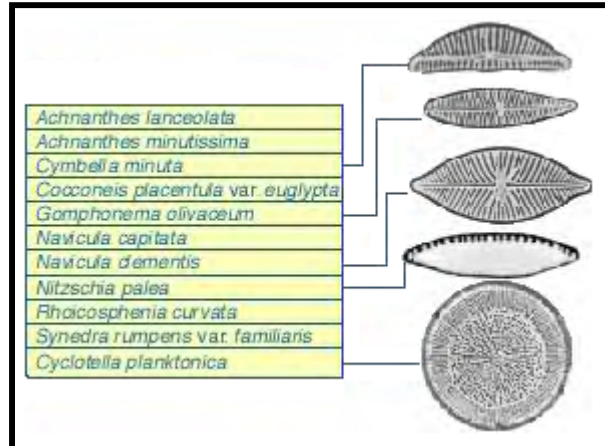 Achnanthes lanceolata
Achnanthes minutissima
Cymbella minuta
Cocconeis placentula var. euglypta
Gomphonema olivaceum
Navicula capitata
Navicula clementis
Nitzschia palea
Rhoicosphenia curvata
Synedra rumpens var. familiaris
Cyclotella planktonica